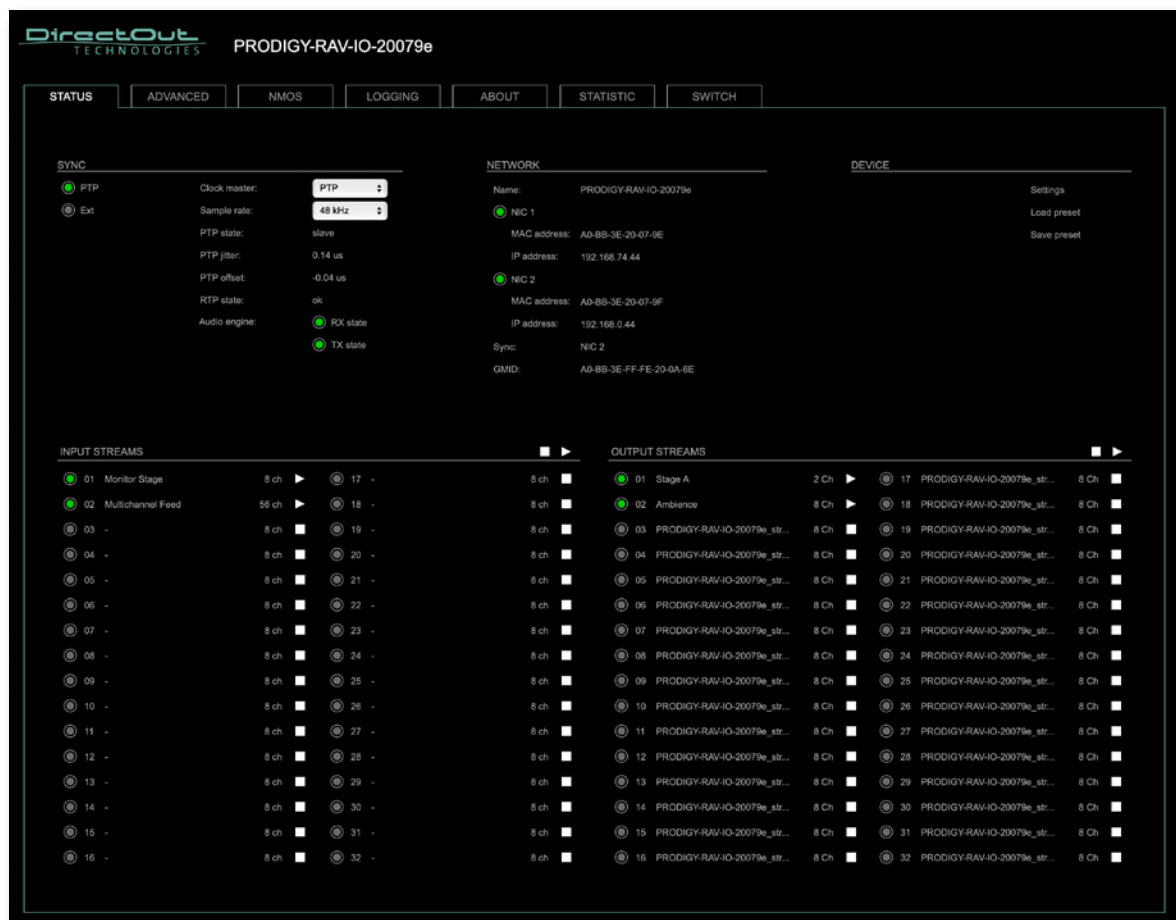 DirectOut
TECHNOLOGIES
PRODIGY-RAV-IO-20079e
STATUS ADVANCED NMOS LOGGING ABOUT STATISTIC SWITCH
SYNC NETWORK DEVICE
PTP Clock master: PTP Name: PRODIGY-RAV-IO-20079e Settings
Ext Sample rate: 48 kHz NIC 1 Load preset
PTP state: slave MAC address: A0-BB-3E-20-07-9E Save preset
PTP jitter: 0.14 us IP address: 192.168.74.44
PTP offset: -0.04 us NIC 2
RTP state: ok MAC address: A0-BB-3E-20-07-9F
Audio engine: RX state IP address: 192.168.0.44
TX state Sync: NIC 2
GMID: A0-BB-3E-FF-FE-20-0A-6E
INPUT STREAMS OUTPUT STREAMS
01 Monitor Stage 8 ch 17 - 8 ch 01 Stage A 2 Ch 17 PRODIGY-RAV-IO-20079e_str... 8 Ch
02 Multichannel Feed 56 ch 18 - 8 ch 02 Ambience 8 Ch 18 PRODIGY-RAV-IO-20079e_str... 8 Ch
03 - 8 ch 19 - 8 ch 03 PRODIGY-RAV-IO-20079e_str... 8 Ch 19 PRODIGY-RAV-IO-20079e_str... 8 Ch
04 - 8 ch 20 - 8 ch 04 PRODIGY-RAV-IO-20079e_str... 8 Ch 20 PRODIGY-RAV-IO-20079e_str... 8 Ch
05 - 8 ch 21 - 8 ch 05 PRODIGY-RAV-IO-20079e_str... 8 Ch 21 PRODIGY-RAV-IO-20079e_str... 8 Ch
06 - 8 ch 22 - 8 ch 06 PRODIGY-RAV-IO-20079e_str... 8 Ch 22 PRODIGY-RAV-IO-20079e_str... 8 Ch
07 - 8 ch 23 - 8 ch 07 PRODIGY-RAV-IO-20079e_str... 8 Ch 23 PRODIGY-RAV-IO-20079e_str... 8 Ch
08 - 8 ch 24 - 8 ch 08 PRODIGY-RAV-IO-20079e_str... 8 Ch 24 PRODIGY-RAV-IO-20079e_str... 8 Ch
09 - 8 ch 25 - 8 ch 09 PRODIGY-RAV-IO-20079e_str... 8 Ch 25 PRODIGY-RAV-IO-20079e_str... 8 Ch
10 - 8 ch 26 - 8 ch 10 PRODIGY-RAV-IO-20079e_str... 8 Ch 26 PRODIGY-RAV-IO-20079e_str... 8 Ch
11 - 8 ch 27 - 8 ch 11 PRODIGY-RAV-IO-20079e_str... 8 Ch 27 PRODIGY-RAV-IO-20079e_str... 8 Ch
12 - 8 ch 28 - 8 ch 12 PRODIGY-RAV-IO-20079e_str... 8 Ch 28 PRODIGY-RAV-IO-20079e_str... 8 Ch
13 - 8 ch 29 - 8 ch 13 PRODIGY-RAV-IO-20079e_str... 8 Ch 29 PRODIGY-RAV-IO-20079e_str... 8 Ch
14 - 8 ch 30 - 8 ch 14 PRODIGY-RAV-IO-20079e_str... 8 Ch 30 PRODIGY-RAV-IO-20079e_str... 8 Ch
15 - 8 ch 31 - 8 ch 15 PRODIGY-RAV-IO-20079e_str... 8 Ch 31 PRODIGY-RAV-IO-20079e_str... 8 Ch
16 - 8 ch 32 - 8 ch 16 PRODIGY-RAV-IO-20079e_str... 8 Ch 32 PRODIGY-RAV-IO-20079e_str... 8 Ch